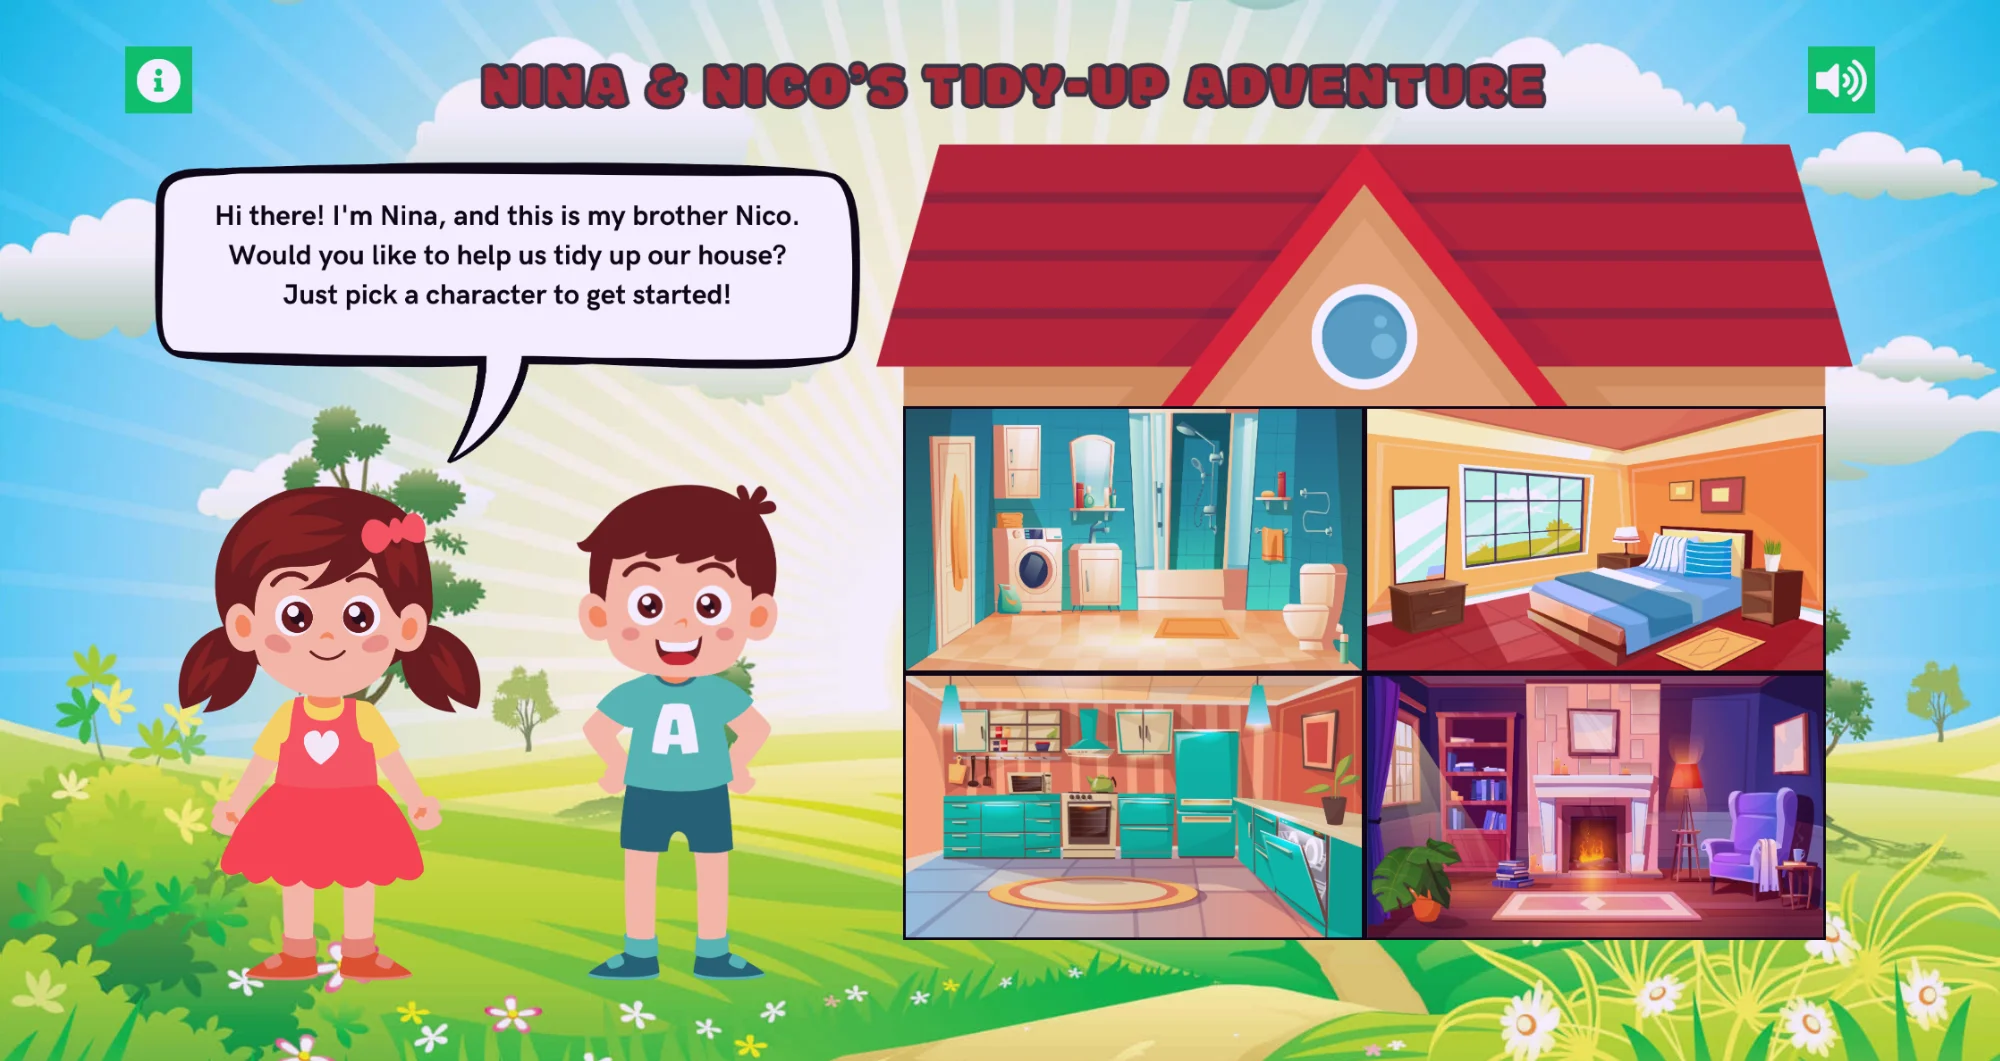 NINA & NICO'S TIDY-UP ADVENTURE
Hi there! I'm Nina, and this is my brother Nico.
Would you like to help us tidy up our house?
Just pick a character to get started!
A